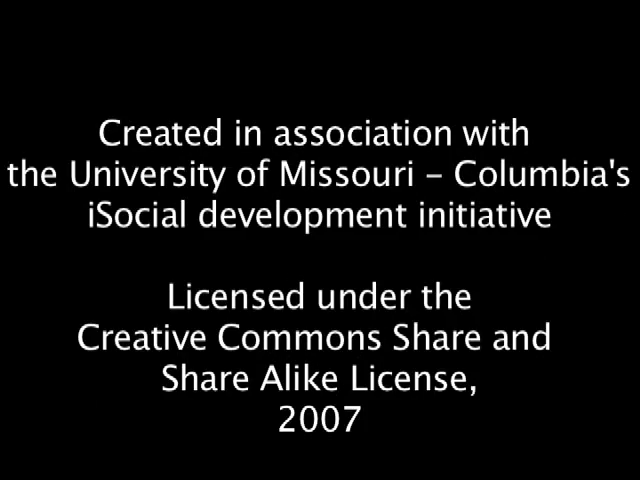 Created in association with
the University of Missouri – Columbia's
iSocial development initiative
Licensed under the
Creative Commons Share and
Share Alike License,
2007